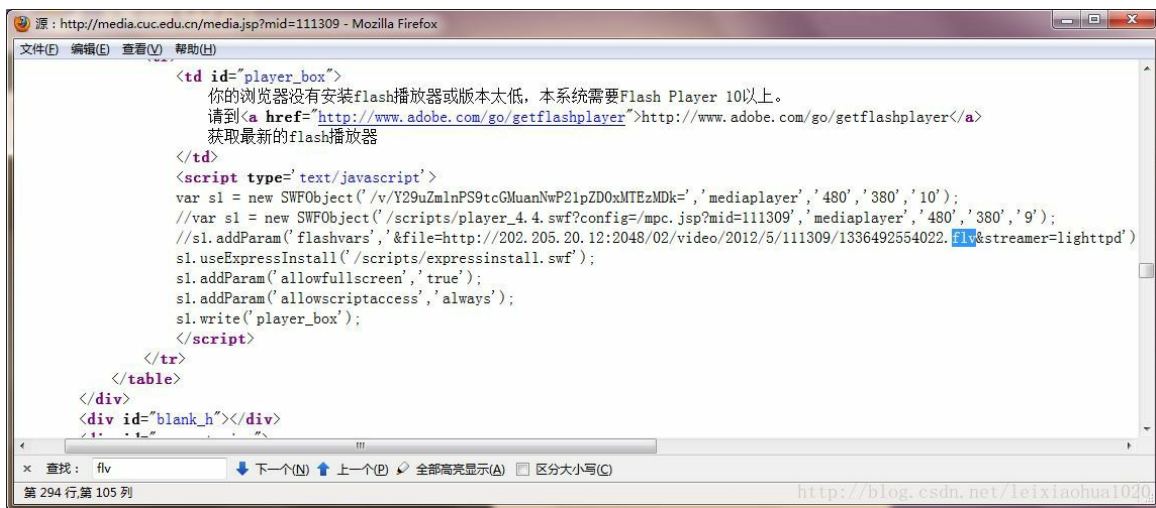 源：http://media.cuc.edu.cn/media.jsp?mid=111309 - Mozilla Firefox
文件(F) 编辑(E) 查看(V) 帮助(H)
<td id="player_box">
你的浏览器没有安装flash播放器或版本太低，本系统需要Flash Player 10以上。
请到<a href="http://www.adobe.com/go/getflashplayer">http://www.adobe.com/go/getflashplayer</a>
获取最新的flash播放器
</td>
<script type='text/javascript'>
var s1 = new SWFObject('/v/Y29uZmlnPS9tcGMuanNwP21pZD0xMTEzMDk=','mediaplayer','480','380','10');
//var s1 = new SWFObject('/scripts/player_4.4.swf?config=/mpc.jsp?mid=111309','mediaplayer','480','380','9');
//s1.addParam('flashvars','&file=http://202.205.20.12:2048/02/video/2012/5/111309/1336492554022.flv&streamer=lighttpd')
s1.useExpressInstall('/scripts/expressinstall.swf');
s1.addParam('allowfullscreen','true');
s1.addParam('allowscriptaccess','always');
s1.write('player_box');
</script>
</tr>
</table>
</div>
<div id="blank_h"></div>
× 查找： flv 下一个(N) 上一个(P) 全部高亮显示(A) 区分大小写(C)
第 294 行,第 105 列
http://blog.csdn.net/leixiaohua1020